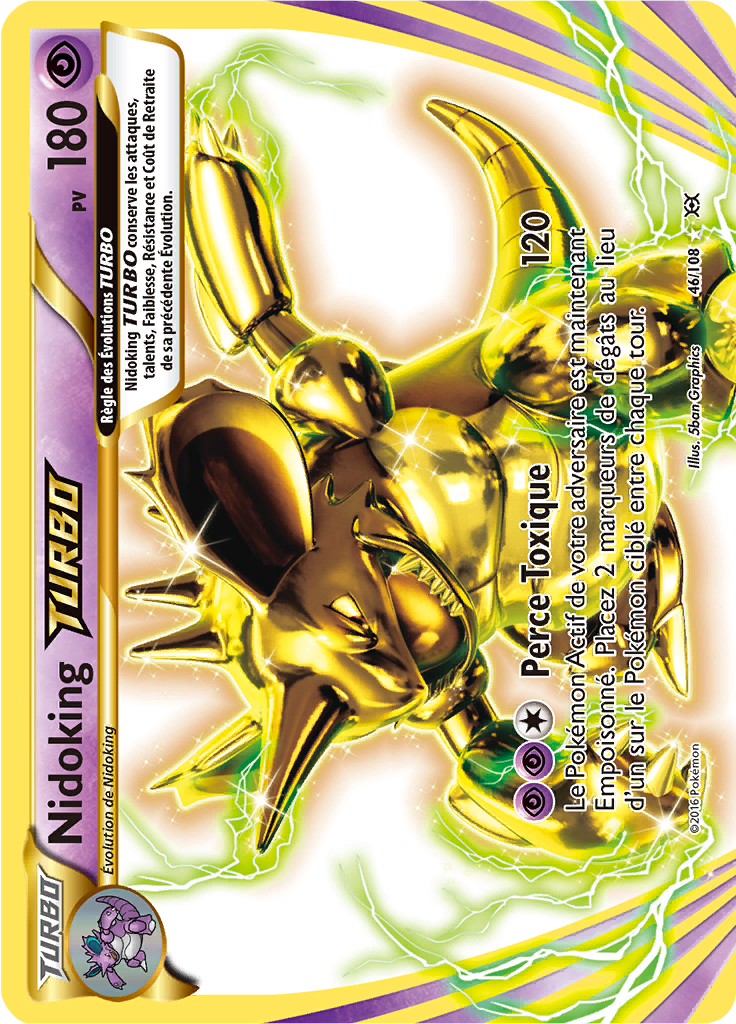 TURBO
Nidoking TURBO
PV 180
Évolution de Nidoking
Règle des Évolutions TURBO
Nidoking TURBO conserve les attaques,
talents, Faiblesse, Résistance et Coût de Retraite
de sa précédente Évolution.
Perce Toxique 120
Le Pokémon Actif de votre adversaire est maintenant
Empoisonné. Placez 2 marqueurs de dégâts au lieu
d'un sur le Pokémon ciblé entre chaque tour.
©2016 Pokémon
Illus. 5ban Graphics
46/108